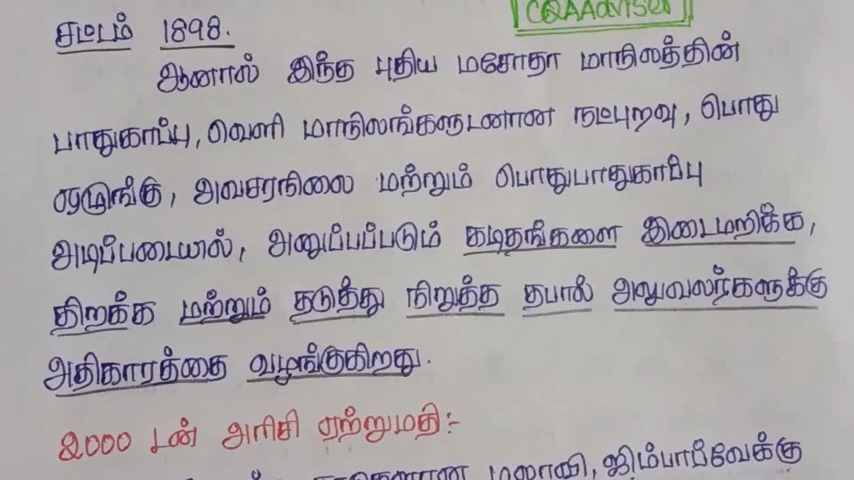 CQAAdviser
சட்டம் 1898.
ஆனால் இந்த புதிய மசோதா மாநிலத்தின்
பாதுகாப்பு, வெளி மாநிலங்களுடனான நட்புறவு, பொது
ஒழுங்கு, அவசரநிலை மற்றும் பொதுபாதுகாப்பு
அடிப்படையில், அனுப்பப்படும் கடிதங்களை இடைமறிக்க,
திறக்க மற்றும் தடுத்து நிறுத்த தபால் அலுவலர்களுக்கு
அதிகாரத்தை வழங்குகிறது.
2000 டன் அரிசி ஏற்றுமதி:-
மலாவி, ஜிம்பாப்வேக்கு